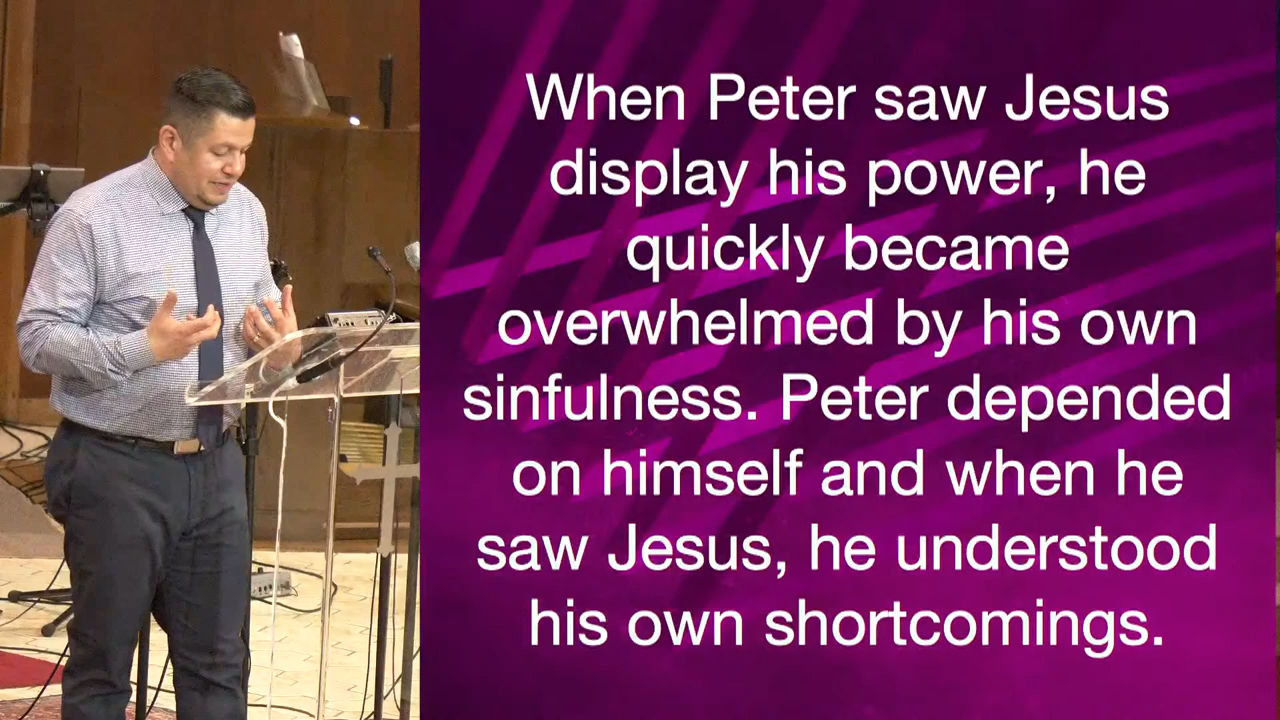 When Peter saw Jesus
display his power, he
quickly became
overwhelmed by his own
sinfulness. Peter depended
on himself and when he
saw Jesus, he understood
his own shortcomings.